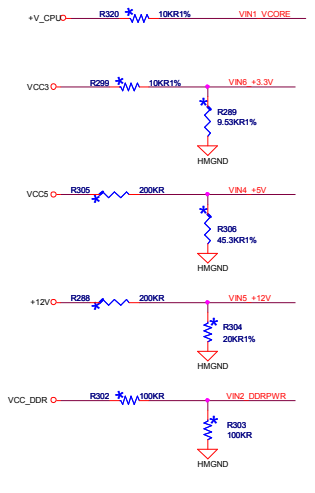 +V_CPU R320 10KR1% VIN1_VCORE
VCC3 R299 10KR1% VIN6_+3.3V
R289
9.53KR1%
HMGND
VCC5 R305 200KR VIN4_+5V
R306
45.3KR1%
HMGND
+12V R288 200KR VIN5_+12V
R304
20KR1%
HMGND
VCC_DDR R302 100KR VIN2_DDRPWR
R303
100KR
HMGND